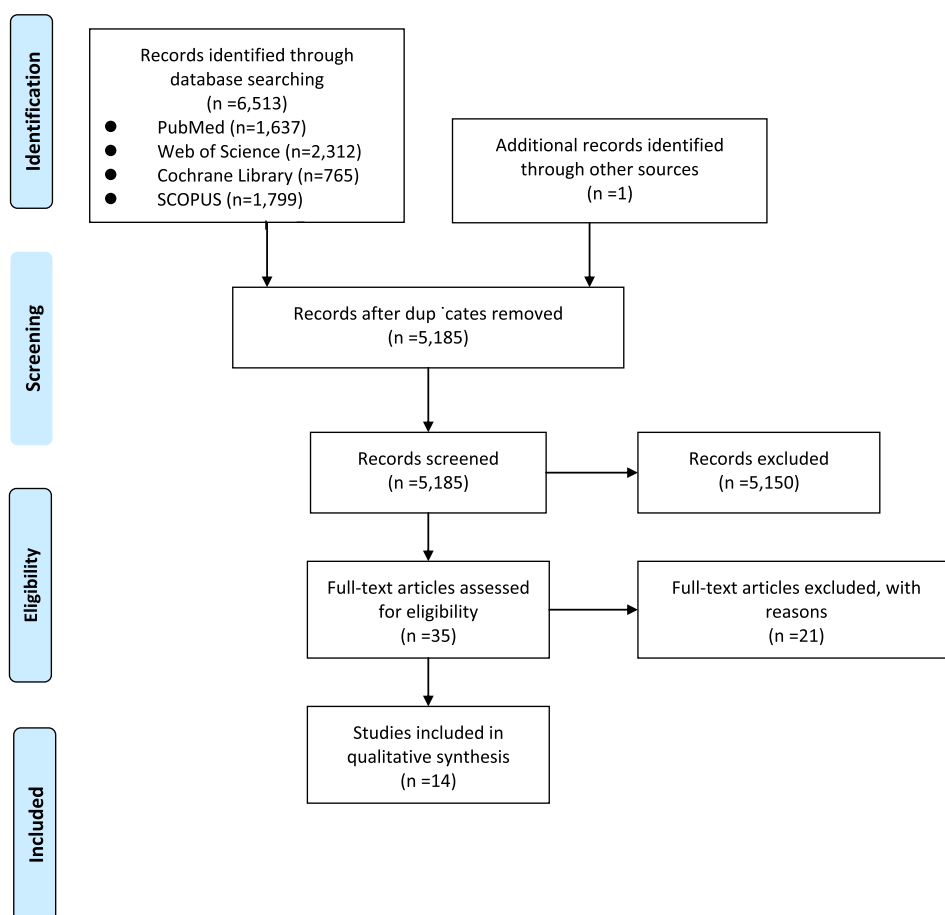 Identification
Records identified through
database searching
(n =6,513)
● PubMed (n=1,637)
● Web of Science (n=2,312)
● Cochrane Library (n=765)
● SCOPUS (n=1,799)
Additional records identified
through other sources
(n =1)
Screening
Records after dup˙cates removed
(n =5,185)
Records screened
(n =5,185)
Records excluded
(n =5,150)
Eligibility
Full-text articles assessed
for eligibility
(n =35)
Full-text articles excluded, with
reasons
(n =21)
Included
Studies included in
qualitative synthesis
(n =14)